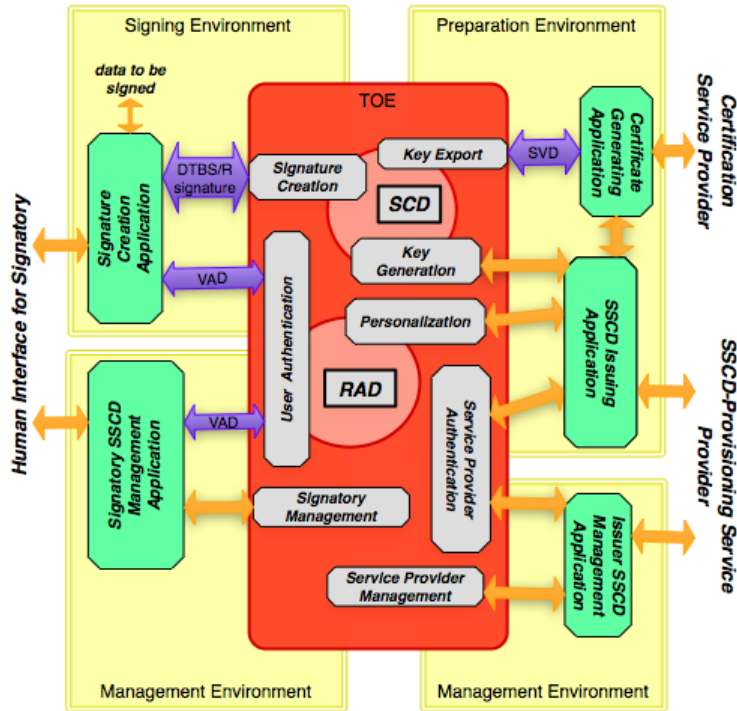 Signing Environment
Preparation Environment
data to be
signed
TOE
Signature
Creation
Application
DTBS/R
signature
Signature
Creation
Key Export
SVD
Certificate
Generating
Application
Certification
Service Provider
SCD
Key
Generation
VAD
User Authentication
Personalization
SSCD Issuing
Application
RAD
Human Interface for Signatory
Signatory SSCD
Management
Application
VAD
Service Provider
Authentication
SSCD-Provisioning Service
Provider
Signatory
Management
Issuer SSCD
Management
Application
Service Provider
Management
Management Environment
Management Environment